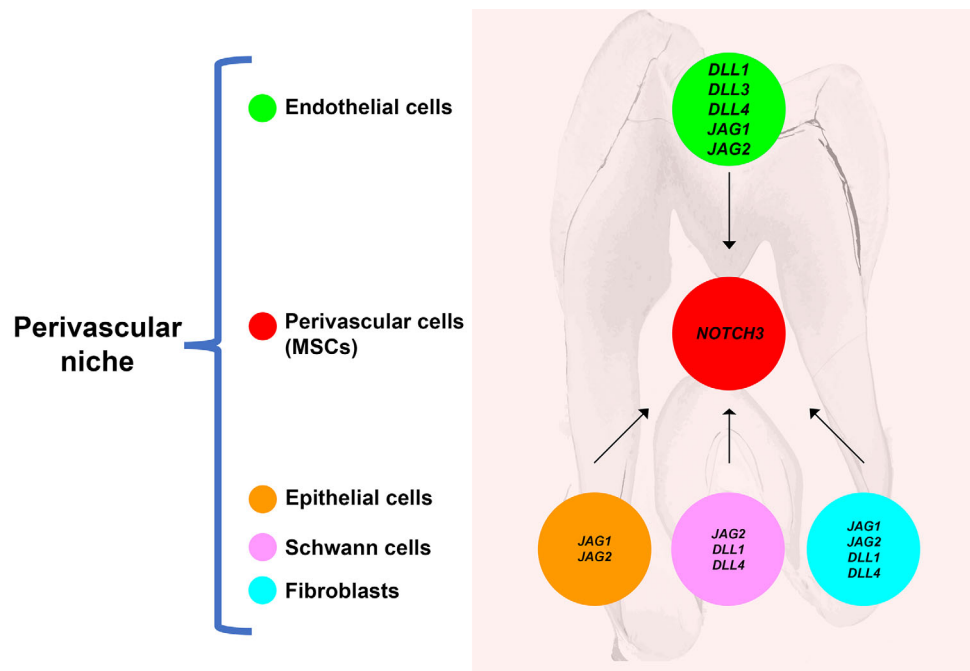 Perivascular
niche
Endothelial cells
Perivascular cells
(MSCs)
Epithelial cells
Schwann cells
Fibroblasts
DLL1
DLL3
DLL4
JAG1
JAG2
NOTCH3
JAG1
JAG2
JAG2
DLL1
DLL4
JAG1
JAG2
DLL1
DLL4